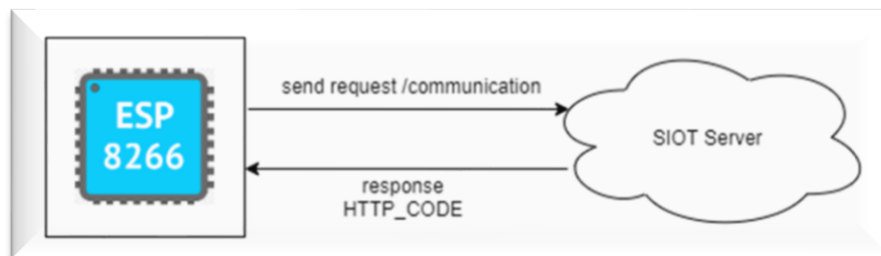 ESP
8266
send request /communication
response
HTTP_CODE
SIOT Server